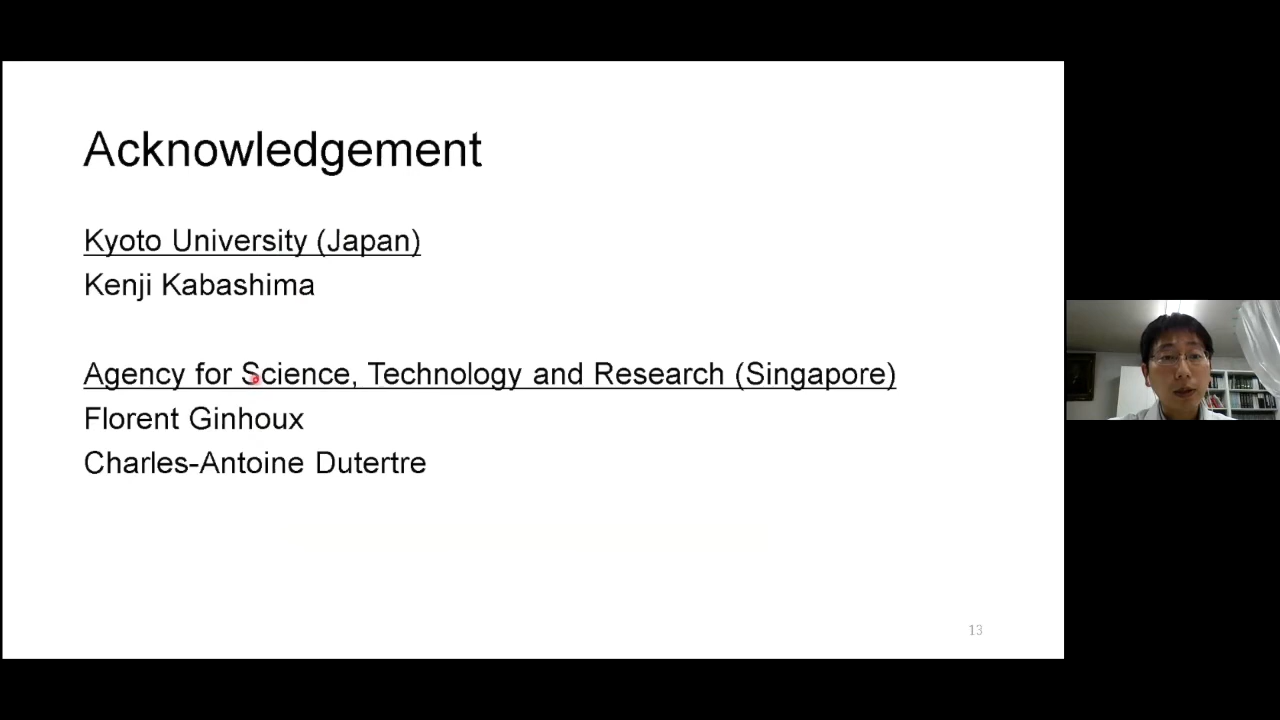 Acknowledgement
Kyoto University (Japan)
Kenji Kabashima
Agency for Science, Technology and Research (Singapore)
Florent Ginhoux
Charles-Antoine Dutertre
13